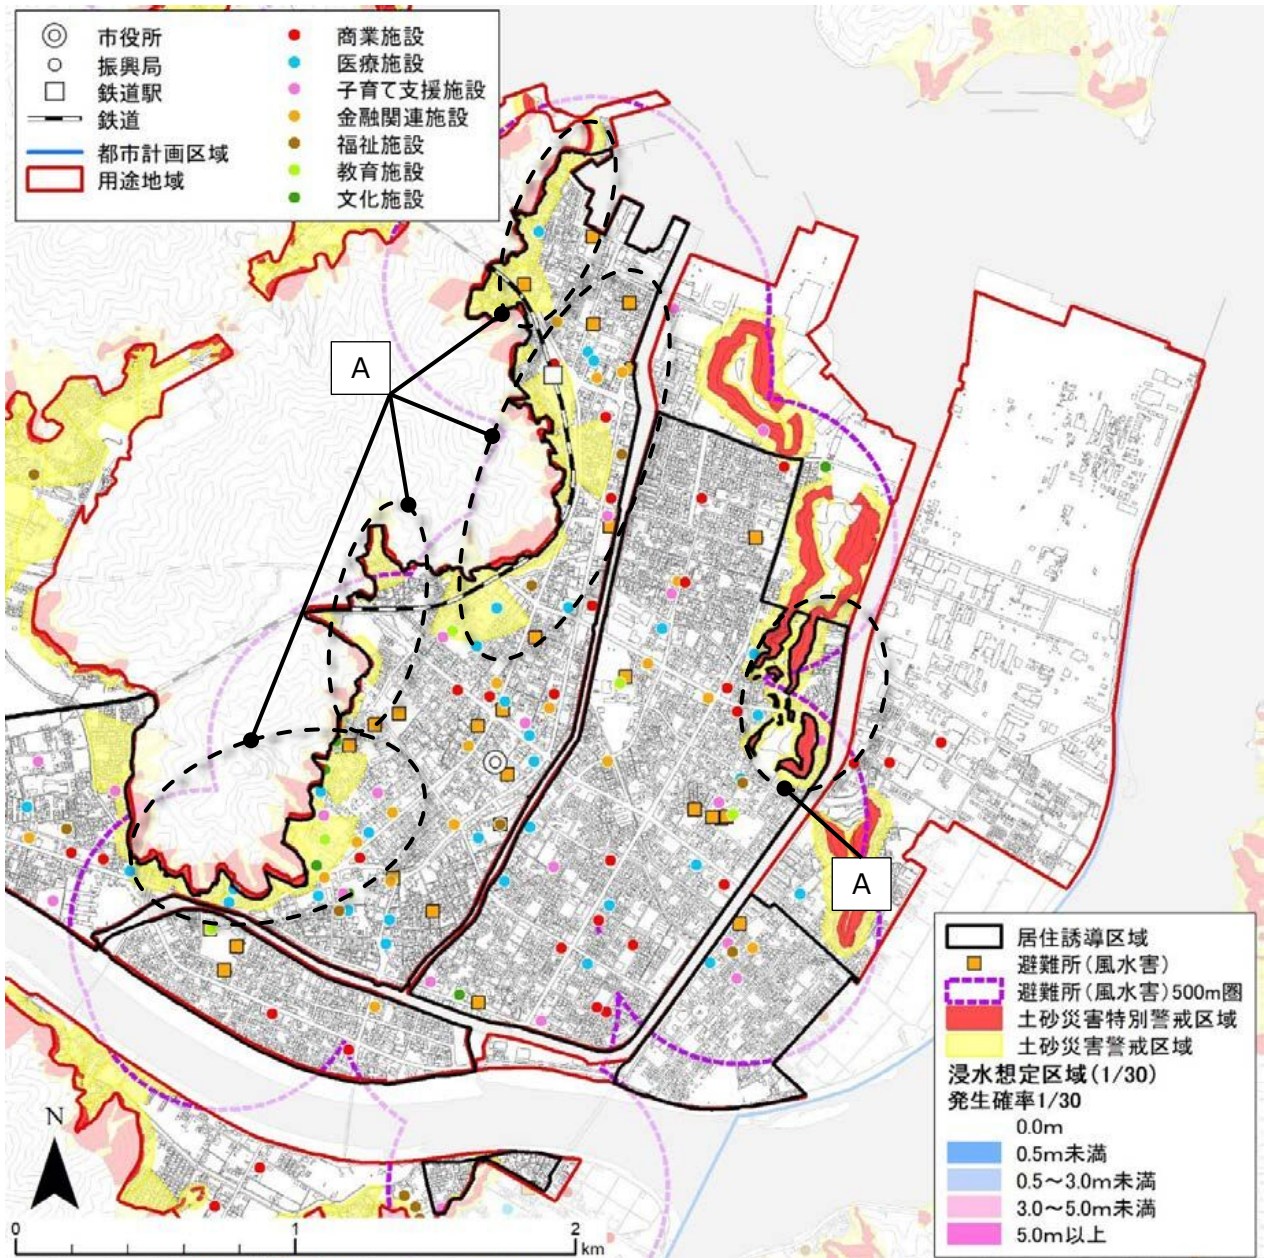 市役所
振興局
鉄道駅
鉄道
都市計画区域
用途地域
商業施設
医療施設
子育て支援施設
金融関連施設
福祉施設
教育施設
文化施設
A
A
居住誘導区域
避難所(風水害)
避難所(風水害)500m圏
土砂災害特別警戒区域
土砂災害警戒区域
浸水想定区域(1/30)
発生確率1/30
0.0m
0.5m未満
0.5～3.0m未満
3.0～5.0m未満
5.0m以上
N
0 1 2
km